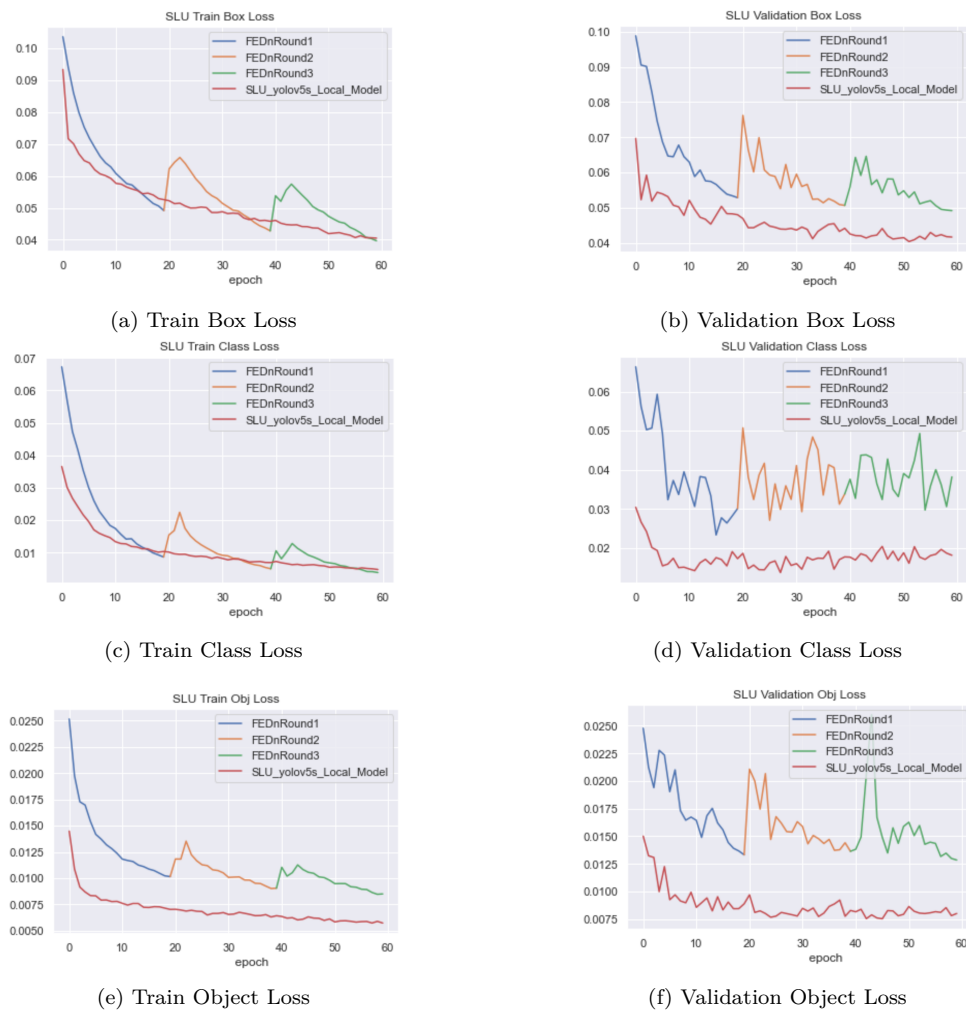 SLU Train Box Loss
0.10
0.09
0.08
0.07
0.06
0.05
0.04
0 10 20 30 40 50 60
epoch
FEDnRound1
FEDnRound2
FEDnRound3
SLU_yolov5s_Local_Model
(a) Train Box Loss
SLU Validation Box Loss
0.10
0.09
0.08
0.07
0.06
0.05
0.04
0 10 20 30 40 50 60
epoch
FEDnRound1
FEDnRound2
FEDnRound3
SLU_yolov5s_Local_Model
(b) Validation Box Loss
SLU Train Class Loss
0.07
0.06
0.05
0.04
0.03
0.02
0.01
0 10 20 30 40 50 60
epoch
FEDnRound1
FEDnRound2
FEDnRound3
SLU_yolov5s_Local_Model
(c) Train Class Loss
SLU Validation Class Loss
0.06
0.05
0.04
0.03
0.02
0 10 20 30 40 50 60
epoch
FEDnRound1
FEDnRound2
FEDnRound3
SLU_yolov5s_Local_Model
(d) Validation Class Loss
SLU Train Obj Loss
0.0250
0.0225
0.0200
0.0175
0.0150
0.0125
0.0100
0.0075
0.0050
0 10 20 30 40 50 60
epoch
FEDnRound1
FEDnRound2
FEDnRound3
SLU_yolov5s_Local_Model
(e) Train Object Loss
SLU Validation Obj Loss
0.0250
0.0225
0.0200
0.0175
0.0150
0.0125
0.0100
0.0075
0 10 20 30 40 50 60
epoch
FEDnRound1
FEDnRound2
FEDnRound3
SLU_yolov5s_Local_Model
(f) Validation Object Loss